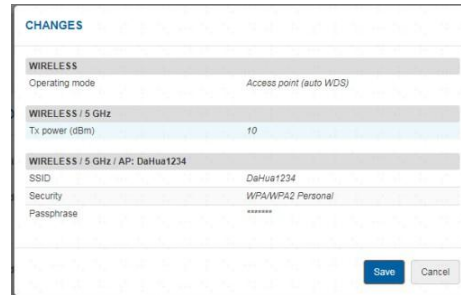 CHANGES
WIRELESS
Operating mode Access point (auto WDS)
WIRELESS / 5 GHz
Tx power (dBm) 10
WIRELESS / 5 GHz / AP: DaHua1234
SSID DaHua1234
Security WPA/WPA2 Personal
Passphrase *******
Save Cancel